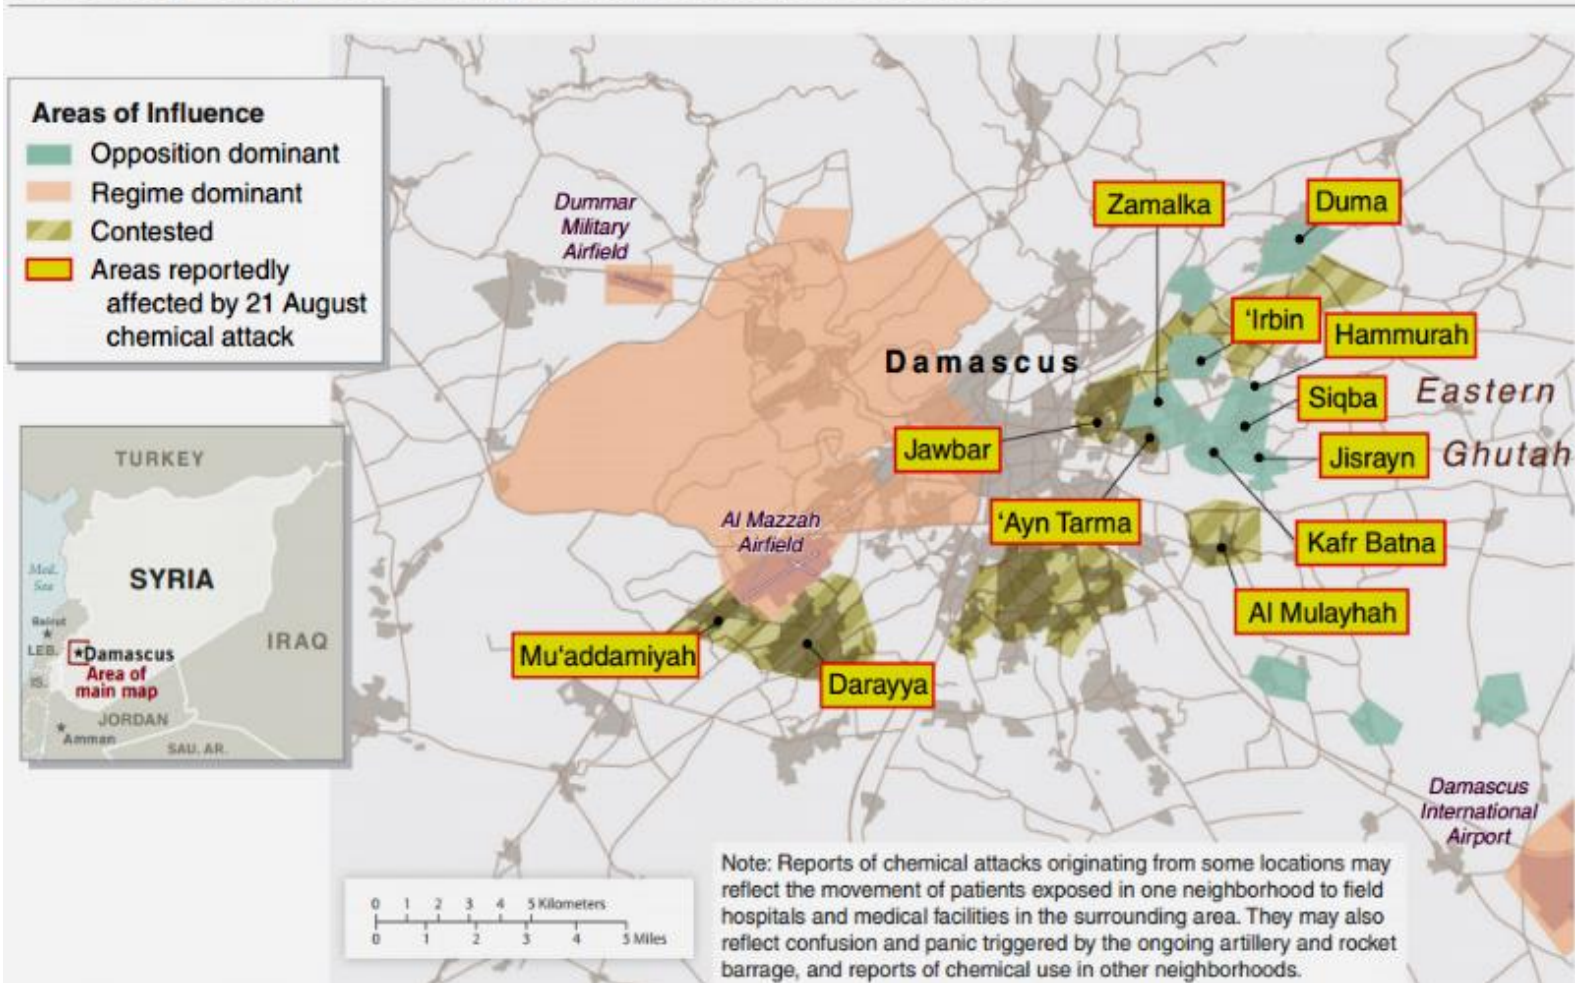 Areas of Influence
Opposition dominant
Regime dominant
Contested
Areas reportedly
affected by 21 August
chemical attack
Dummar
Military
Airfield
Zamalka
Duma
‘Irbin
Hammurah
Damascus
Siqba
Eastern
Jawbar
Jisrayn
Ghutah
‘Ayn Tarma
Kafr Batna
Al Mazzah
Airfield
Al Mulayhah
Mu‘addamiyah
Darayya
TURKEY
Med.
Sea
SYRIA
Beirut
LEB.
IRAQ
Damascus
Area of
main map
IS.
JORDAN
Amman
SAU. AR.
Damascus
International
Airport
0 1 2 3 4 5 Kilometers
0 1 2 3 4 5 Miles
Note: Reports of chemical attacks originating from some locations may
reflect the movement of patients exposed in one neighborhood to field
hospitals and medical facilities in the surrounding area. They may also
reflect confusion and panic triggered by the ongoing artillery and rocket
barrage, and reports of chemical use in other neighborhoods.